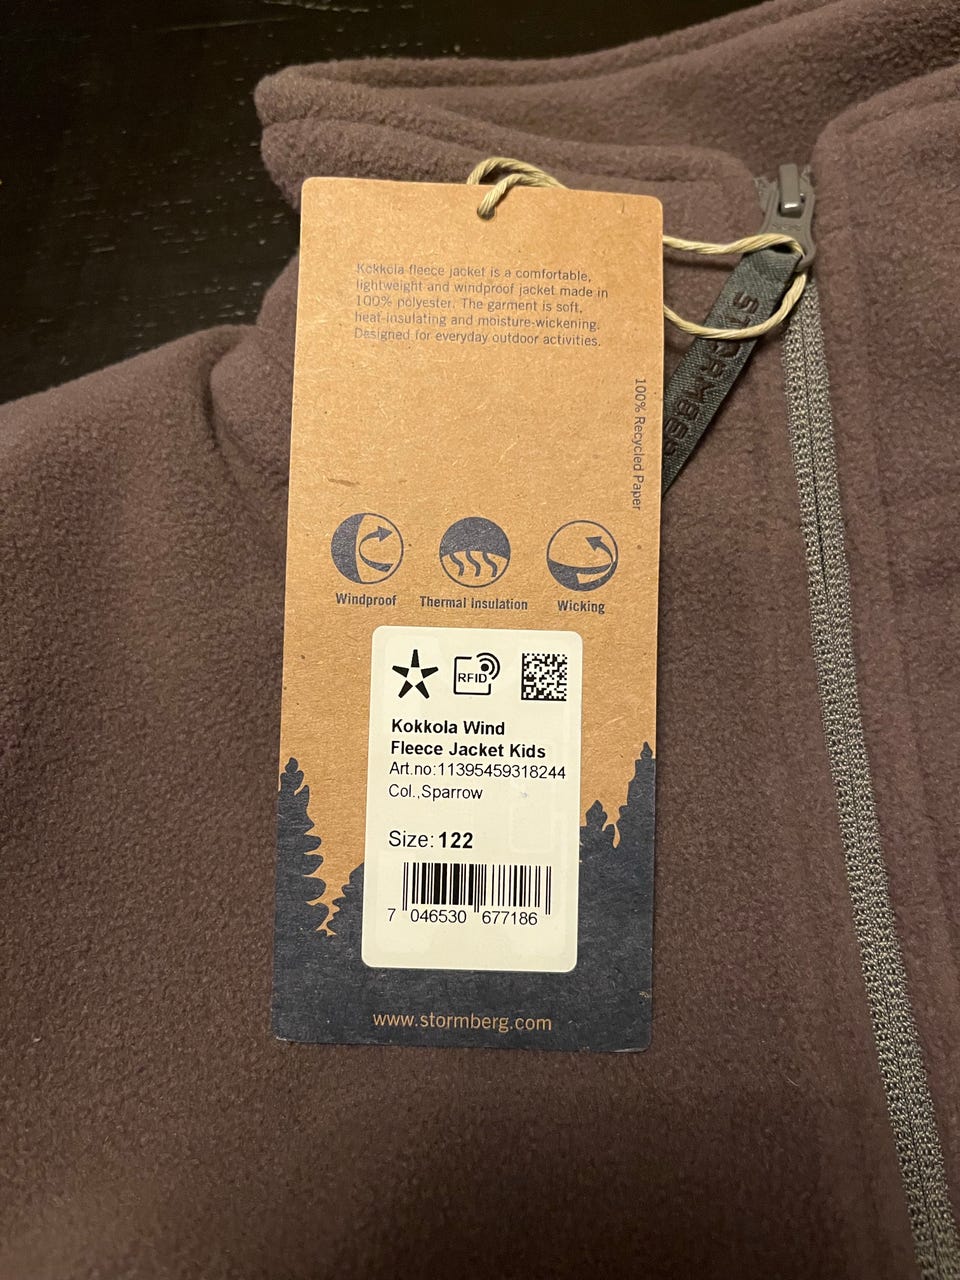 Kokkola fleece jacket is a comfortable,
lightweight and windproof jacket made in
100% polyester. The garment is soft,
heat-insulating and moisture-wickening.
Designed for everyday outdoor activities.
STORMBERG
100% Recycled Paper
Windproof Thermal insulation Wicking
RFID
Kokkola Wind
Fleece Jacket Kids
Art.no:11395459318244
Col.,Sparrow
Size: 122
7 046530 677186
www.stormberg.com